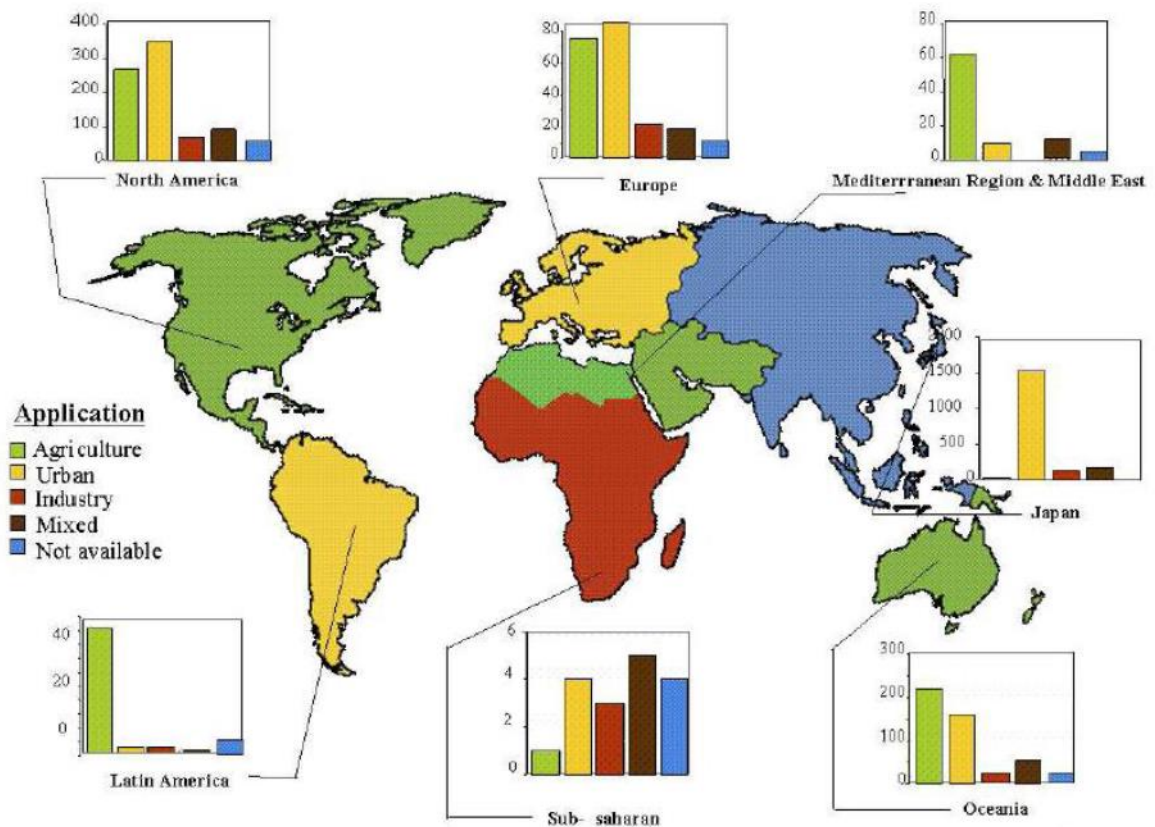 400
300
200
100
0
North America
80
60
40
20
0
Europe
80
60
40
20
0
Mediterrranean Region & Middle East
Application
Agriculture
Urban
Industry
Mixed
Not available
2000
1500
1000
500
0
Japan
40
20
0
Latin America
6
4
2
0
Sub- saharan
300
200
100
0
Oceania